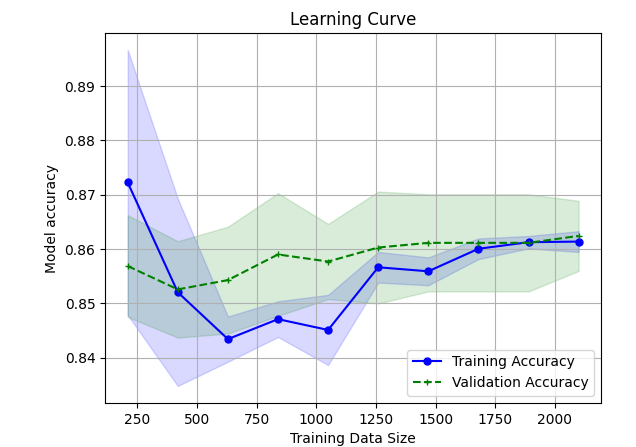 Learning Curve
Model accuracy
0.89
0.88
0.87
0.86
0.85
0.84
250 500 750 1000 1250 1500 1750 2000
Training Data Size
Training Accuracy
Validation Accuracy